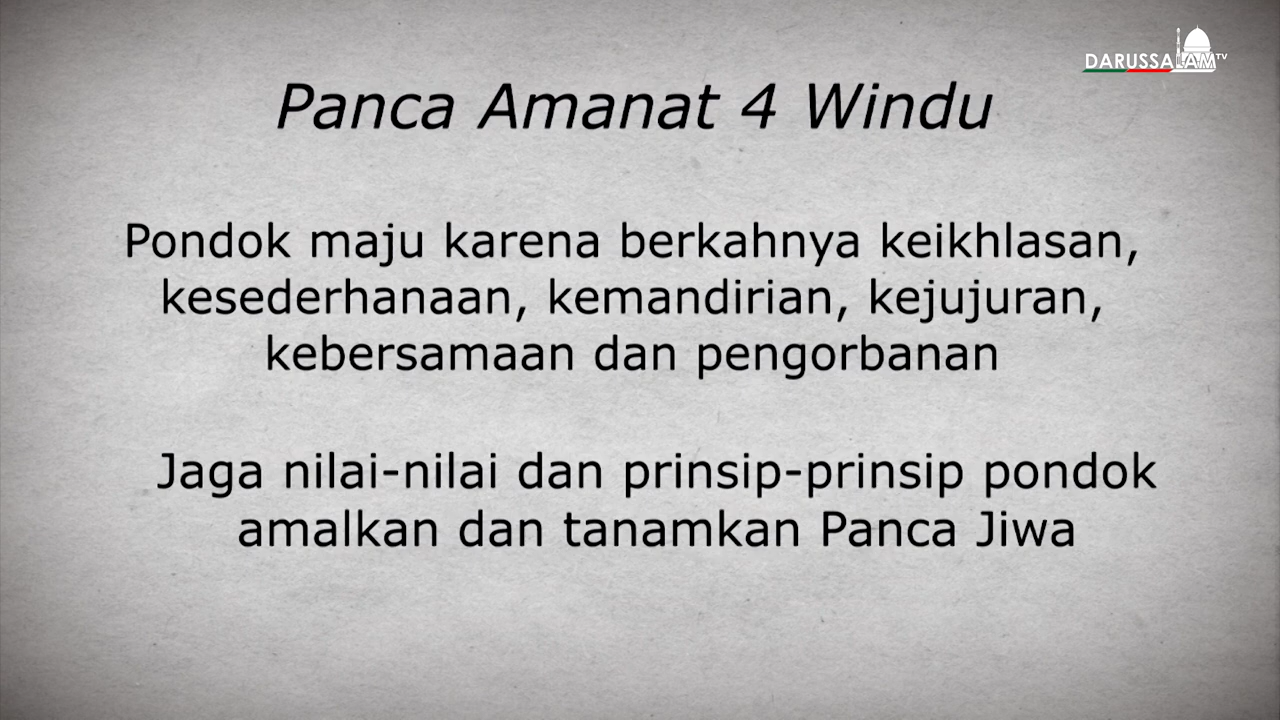 DARUSSALAM TV
Panca Amanat 4 Windu
Pondok maju karena berkahnya keikhlasan,
kesederhanaan, kemandirian, kejujuran,
kebersamaan dan pengorbanan
Jaga nilai-nilai dan prinsip-prinsip pondok
amalkan dan tanamkan Panca Jiwa